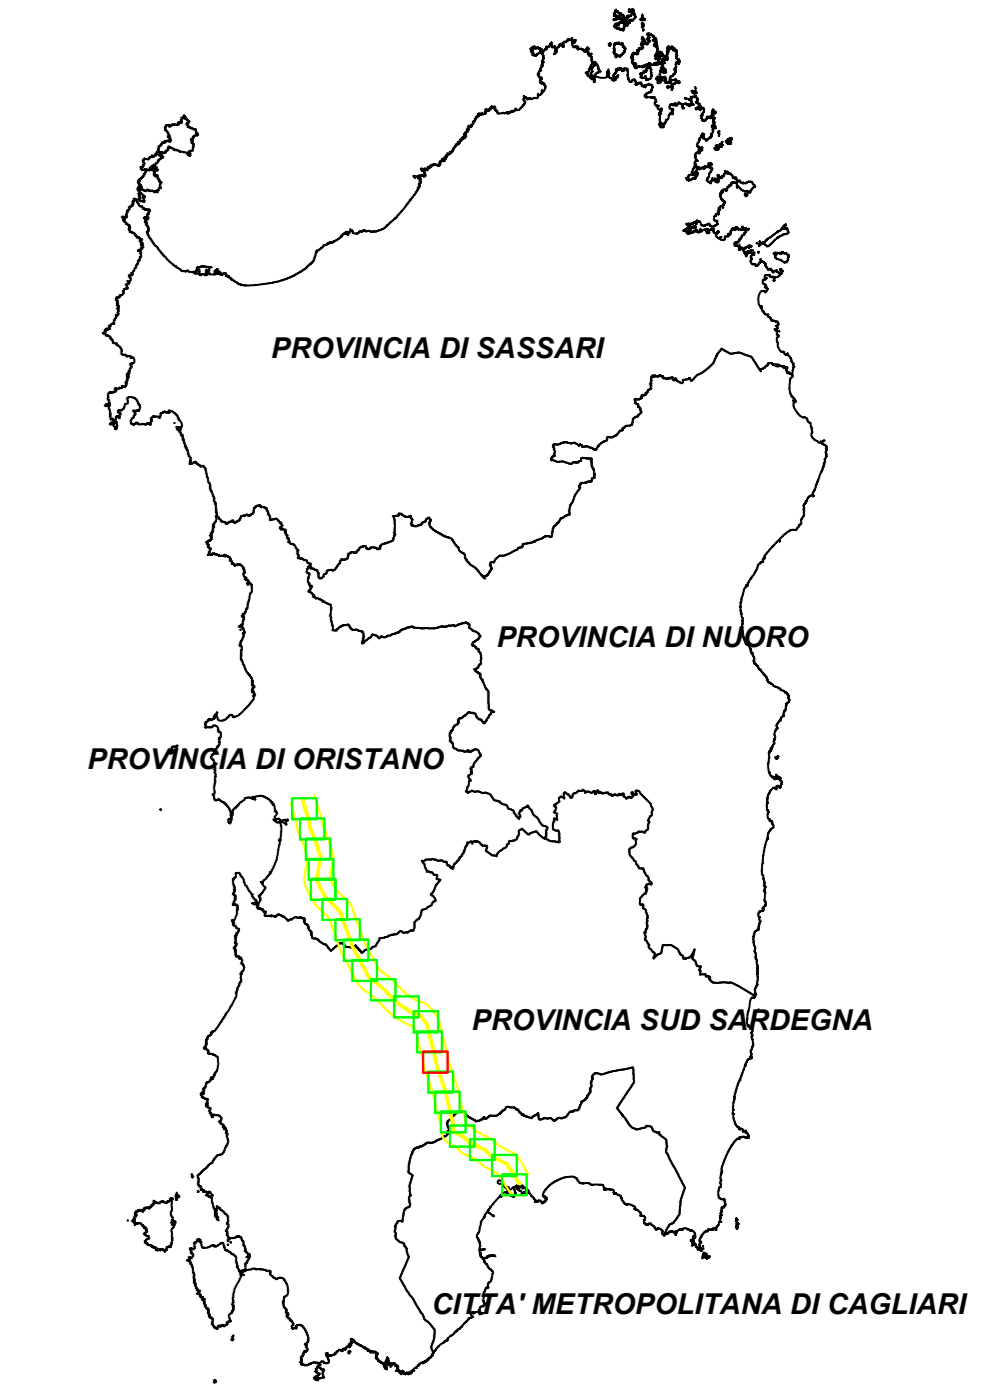 PROVINCIA DI SASSARI
PROVINCIA DI NUORO
PROVINCIA DI ORISTANO
PROVINCIA SUD SARDEGNA
CITTA' METROPOLITANA DI CAGLIARI